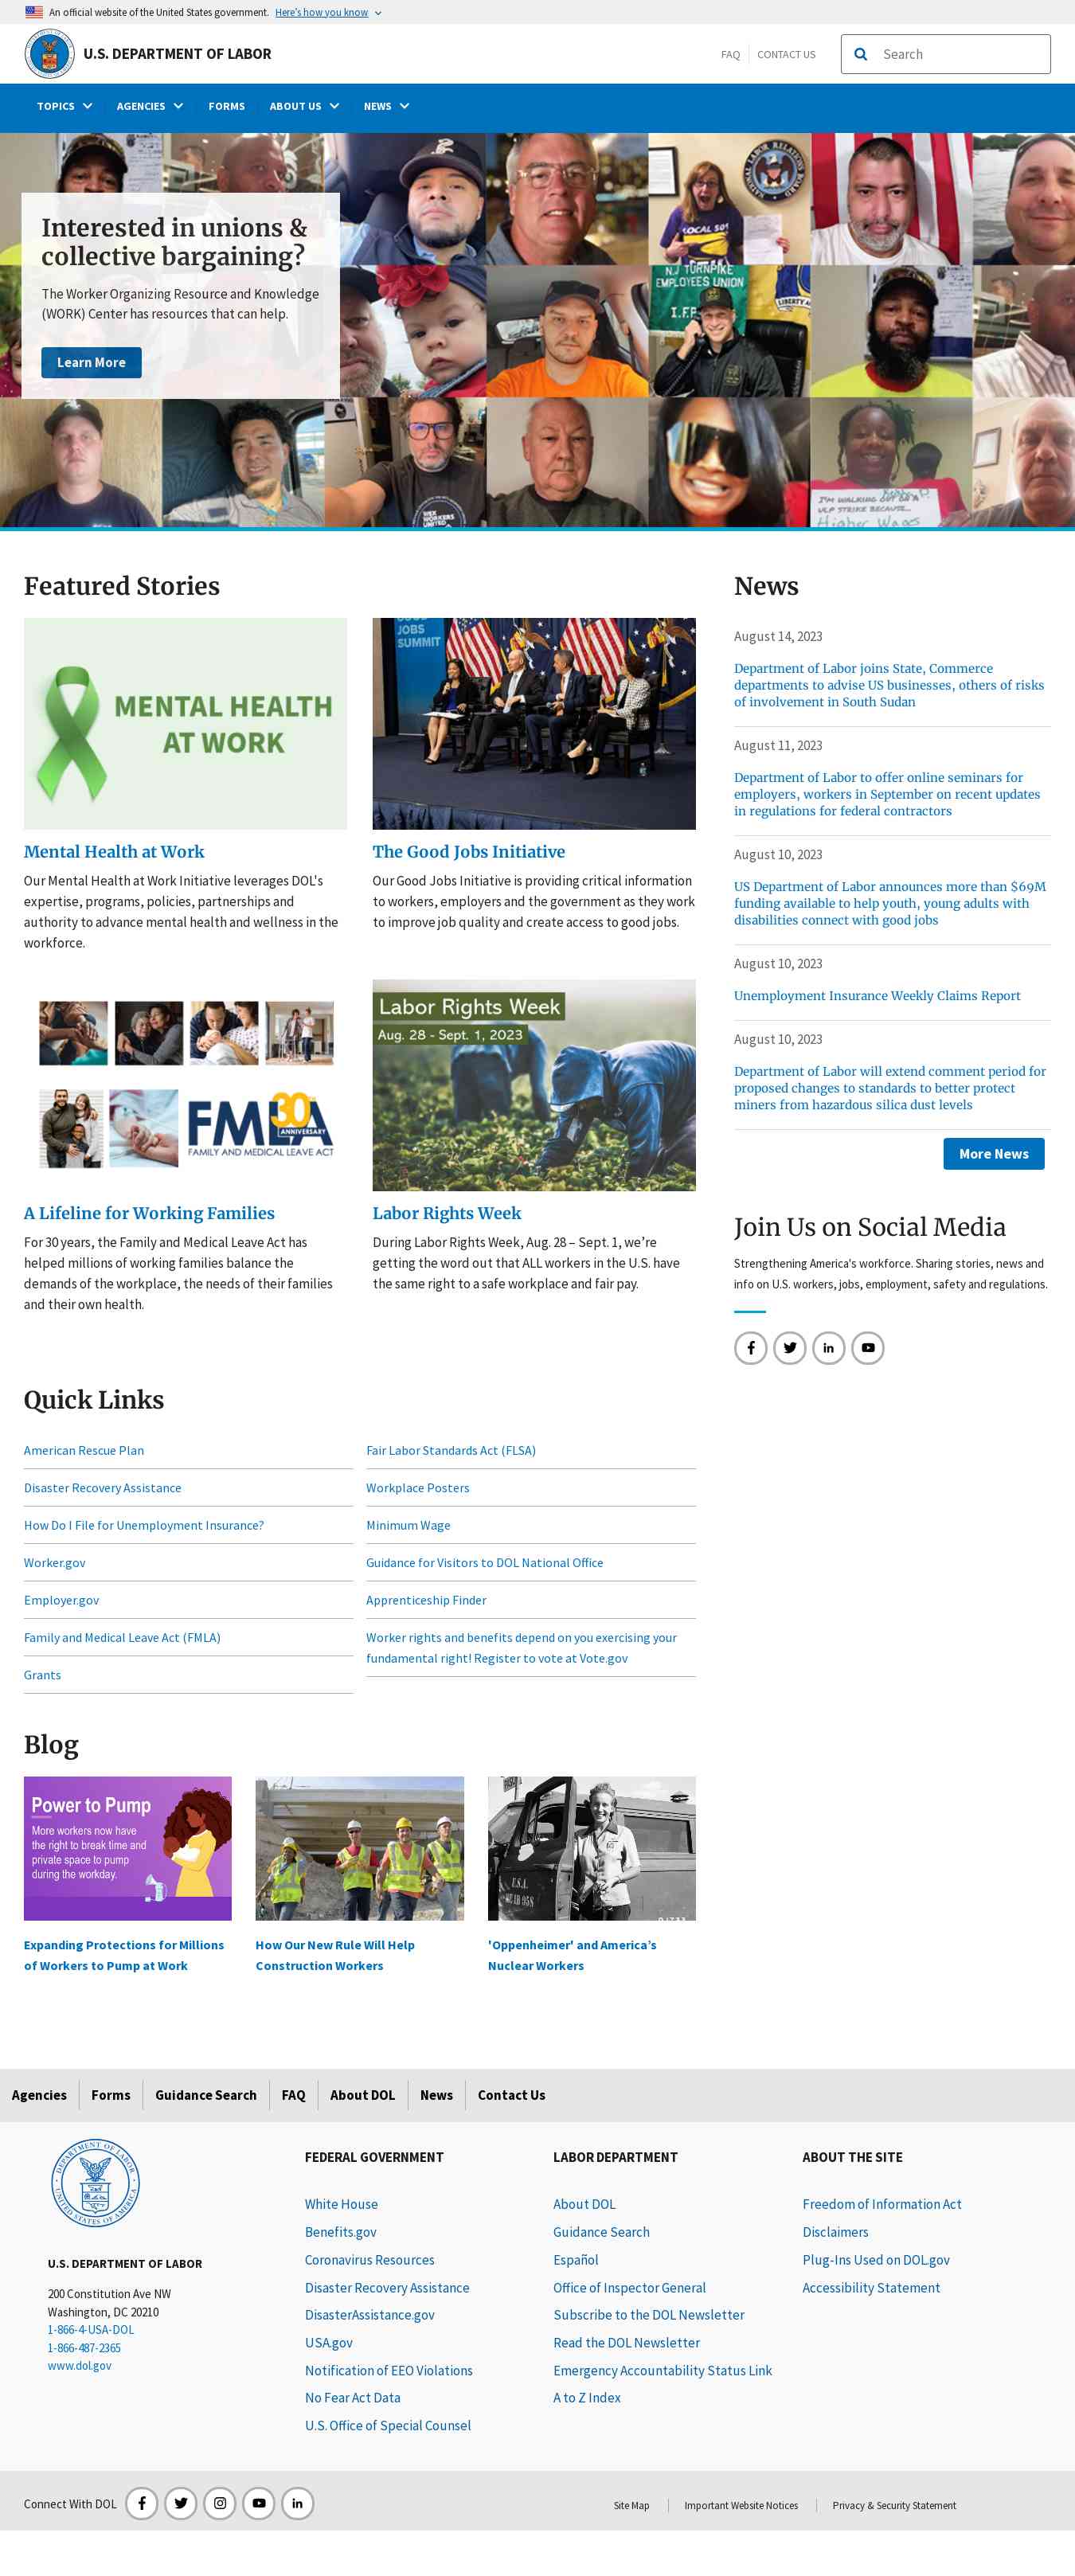 An official website of the United States government. Here's how you know
U.S. DEPARTMENT OF LABOR
FAQ
CONTACT US
Search
TOPICS
AGENCIES
FORMS
ABOUT US
NEWS
Interested in unions &
collective bargaining?
The Worker Organizing Resource and Knowledge
(WORK) Center has resources that can help.
Learn More
LOCAL
N.J. TURNPIKE
EMPLOYEES UNION
I'M WALKING OUT ON A
ULP STRIKE BECAUSE...
Higher Wages
Featured Stories
MENTAL HEALTH
AT WORK
Mental Health at Work
Our Mental Health at Work Initiative leverages DOL's
expertise, programs, policies, partnerships and
authority to advance mental health and wellness in the
workforce.
GOOD
JOBS
SUMMIT
The Good Jobs Initiative
Our Good Jobs Initiative is providing critical information
to workers, employers and the government as they work
to improve job quality and create access to good jobs.
FMLA
30TH
ANNIVERSARY
FAMILY AND MEDICAL LEAVE ACT
A Lifeline for Working Families
For 30 years, the Family and Medical Leave Act has
helped millions of working families balance the
demands of the workplace, the needs of their families
and their own health.
Labor Rights Week
Aug. 28 - Sept. 1, 2023
Labor Rights Week
During Labor Rights Week, Aug. 28 – Sept. 1, we’re
getting the word out that ALL workers in the U.S. have
the same right to a safe workplace and fair pay.
News
August 14, 2023
Department of Labor joins State, Commerce
departments to advise US businesses, others of risks
of involvement in South Sudan
August 11, 2023
Department of Labor to offer online seminars for
employers, workers in September on recent updates
in regulations for federal contractors
August 10, 2023
US Department of Labor announces more than $69M
funding available to help youth, young adults with
disabilities connect with good jobs
August 10, 2023
Unemployment Insurance Weekly Claims Report
August 10, 2023
Department of Labor will extend comment period for
proposed changes to standards to better protect
miners from hazardous silica dust levels
More News
Join Us on Social Media
Strengthening America's workforce. Sharing stories, news and
info on U.S. workers, jobs, employment, safety and regulations.
Quick Links
American Rescue Plan
Disaster Recovery Assistance
How Do I File for Unemployment Insurance?
Worker.gov
Employer.gov
Family and Medical Leave Act (FMLA)
Grants
Fair Labor Standards Act (FLSA)
Workplace Posters
Minimum Wage
Guidance for Visitors to DOL National Office
Apprenticeship Finder
Worker rights and benefits depend on you exercising your
fundamental right! Register to vote at Vote.gov
Blog
Power to Pump
More workers now have
the right to break time and
private space to pump
during the workday.
Expanding Protections for Millions
of Workers to Pump at Work
How Our New Rule Will Help
Construction Workers
'Oppenheimer' and America’s
Nuclear Workers
Agencies
Forms
Guidance Search
FAQ
About DOL
News
Contact Us
DEPARTMENT OF LABOR
UNITED STATES OF AMERICA
U.S. DEPARTMENT OF LABOR
200 Constitution Ave NW
Washington, DC 20210
1-866-4-USA-DOL
1-866-487-2365
www.dol.gov
FEDERAL GOVERNMENT
White House
Benefits.gov
Coronavirus Resources
Disaster Recovery Assistance
DisasterAssistance.gov
USA.gov
Notification of EEO Violations
No Fear Act Data
U.S. Office of Special Counsel
LABOR DEPARTMENT
About DOL
Guidance Search
Español
Office of Inspector General
Subscribe to the DOL Newsletter
Read the DOL Newsletter
Emergency Accountability Status Link
A to Z Index
ABOUT THE SITE
Freedom of Information Act
Disclaimers
Plug-Ins Used on DOL.gov
Accessibility Statement
Connect With DOL
Site Map
Important Website Notices
Privacy & Security Statement